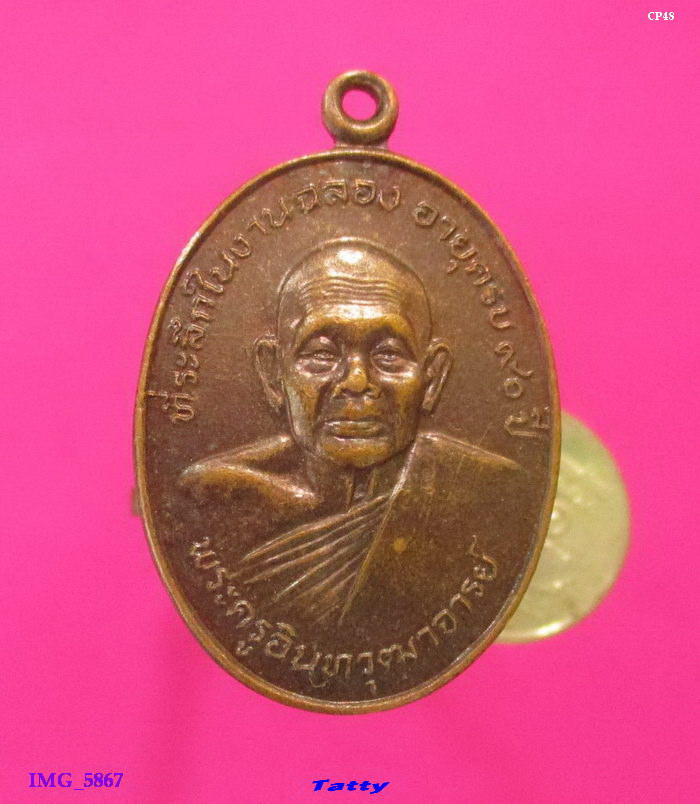 CP48
ที่ระลึกในงานฉลอง อายุครบ ๙๐ ปี
พระครูอินทวุฒาจารย์
IMG_5867
Tatty